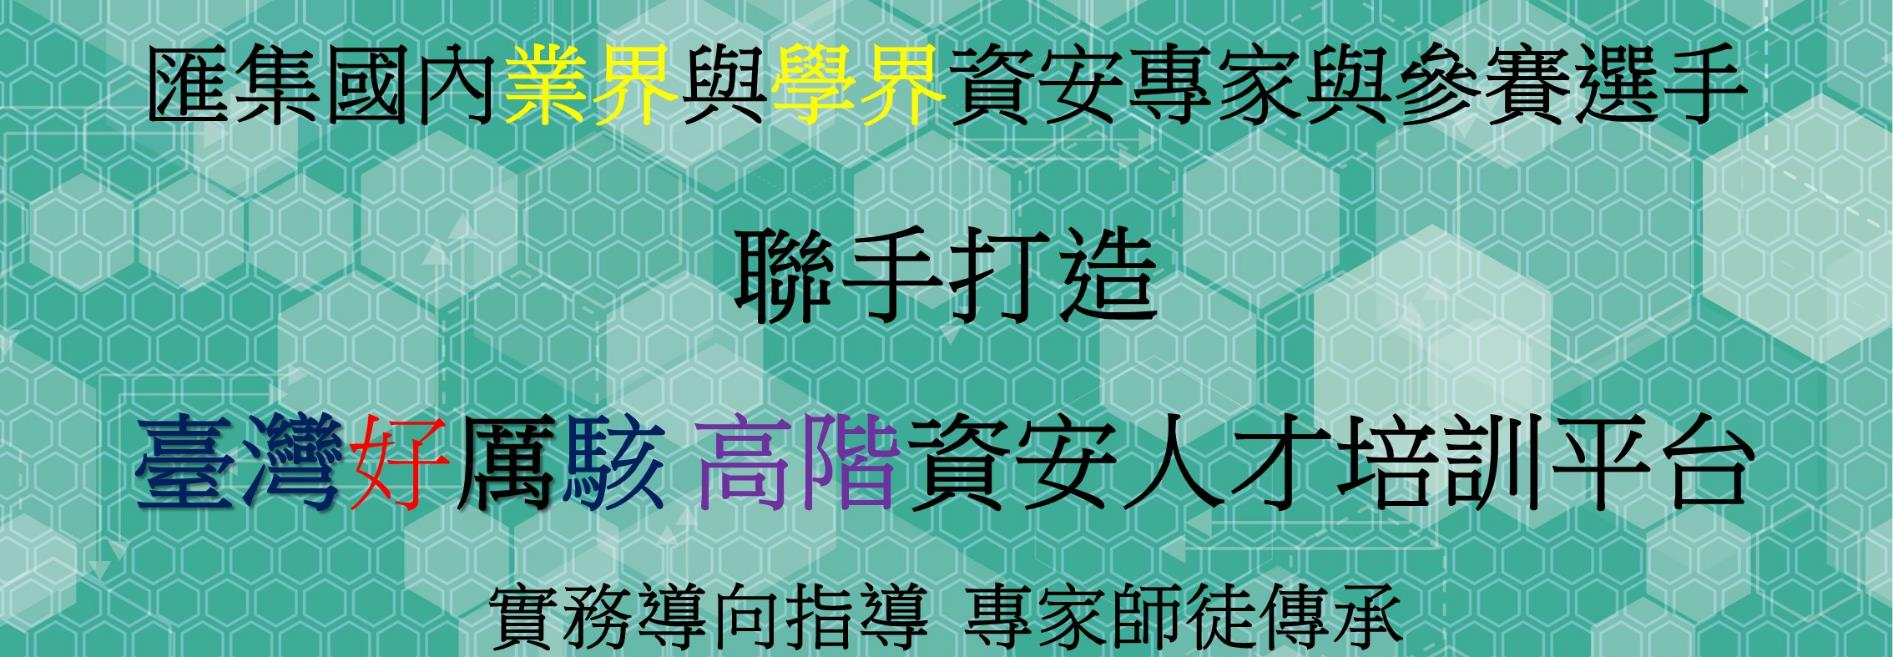 匯集國內業界與學界資安專家與參賽選手
聯手打造
臺灣好厲駭 高階資安人才培訓平台
實務導向指導 專家師徒傳承